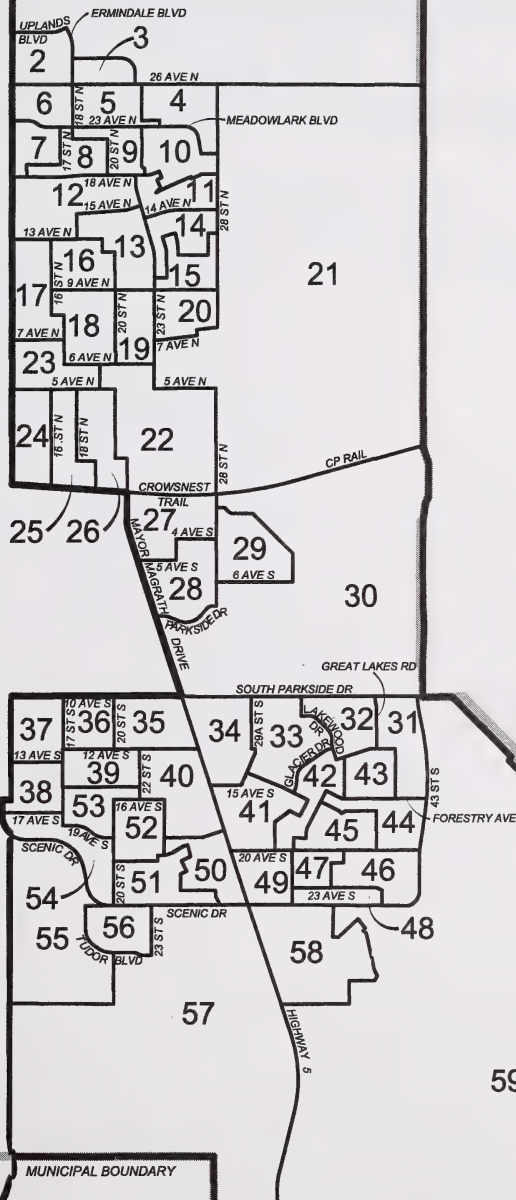 ERMINDALE BLVD
UPLANDS
BLVD
3
2
26 AVE N
6
18 ST N
5
4
23 AVE N
MEADOWLARK BLVD
7
17 ST N
8
20 ST N
9
10
18 AVE N
12
11
15 AVE N
14 AVE N
28 ST N
14
13 AVE N
13
16
16 ST N
15
21
9 AVE N
17
18
20 ST N
23 ST N
20
7 AVE N
19
7 AVE N
23
6 AVE N
5 AVE N
5 AVE N
24
16 ST N
18 ST N
22
28 ST N
CP RAIL
CROWSNEST
TRAIL
25
26
27
4 AVE S
29
MAYOR MAGRATH DRIVE
5 AVE S
6 AVE S
28
30
PARKSIDE DR
GREAT LAKES RD
SOUTH PARKSIDE DR
10 AVE S
37
17 ST S
36
20 ST S
35
34
29A ST S
33
LAKEWOOD
DR
32
31
13 AVE S
12 AVE S
39
22 ST S
40
GLACIER DR
42
43
43 ST S
38
15 AVE S
53
16 AVE S
41
17 AVE S
52
45
44
FORESTRY AVE
19 AVE S
SCENIC DR
20 AVE S
50
51
20 ST S
49
47
46
23 AVE S
54
SCENIC DR
48
55
56
23 ST S
TUDOR BLVD
58
57
HIGHWAY 5
59
MUNICIPAL BOUNDARY